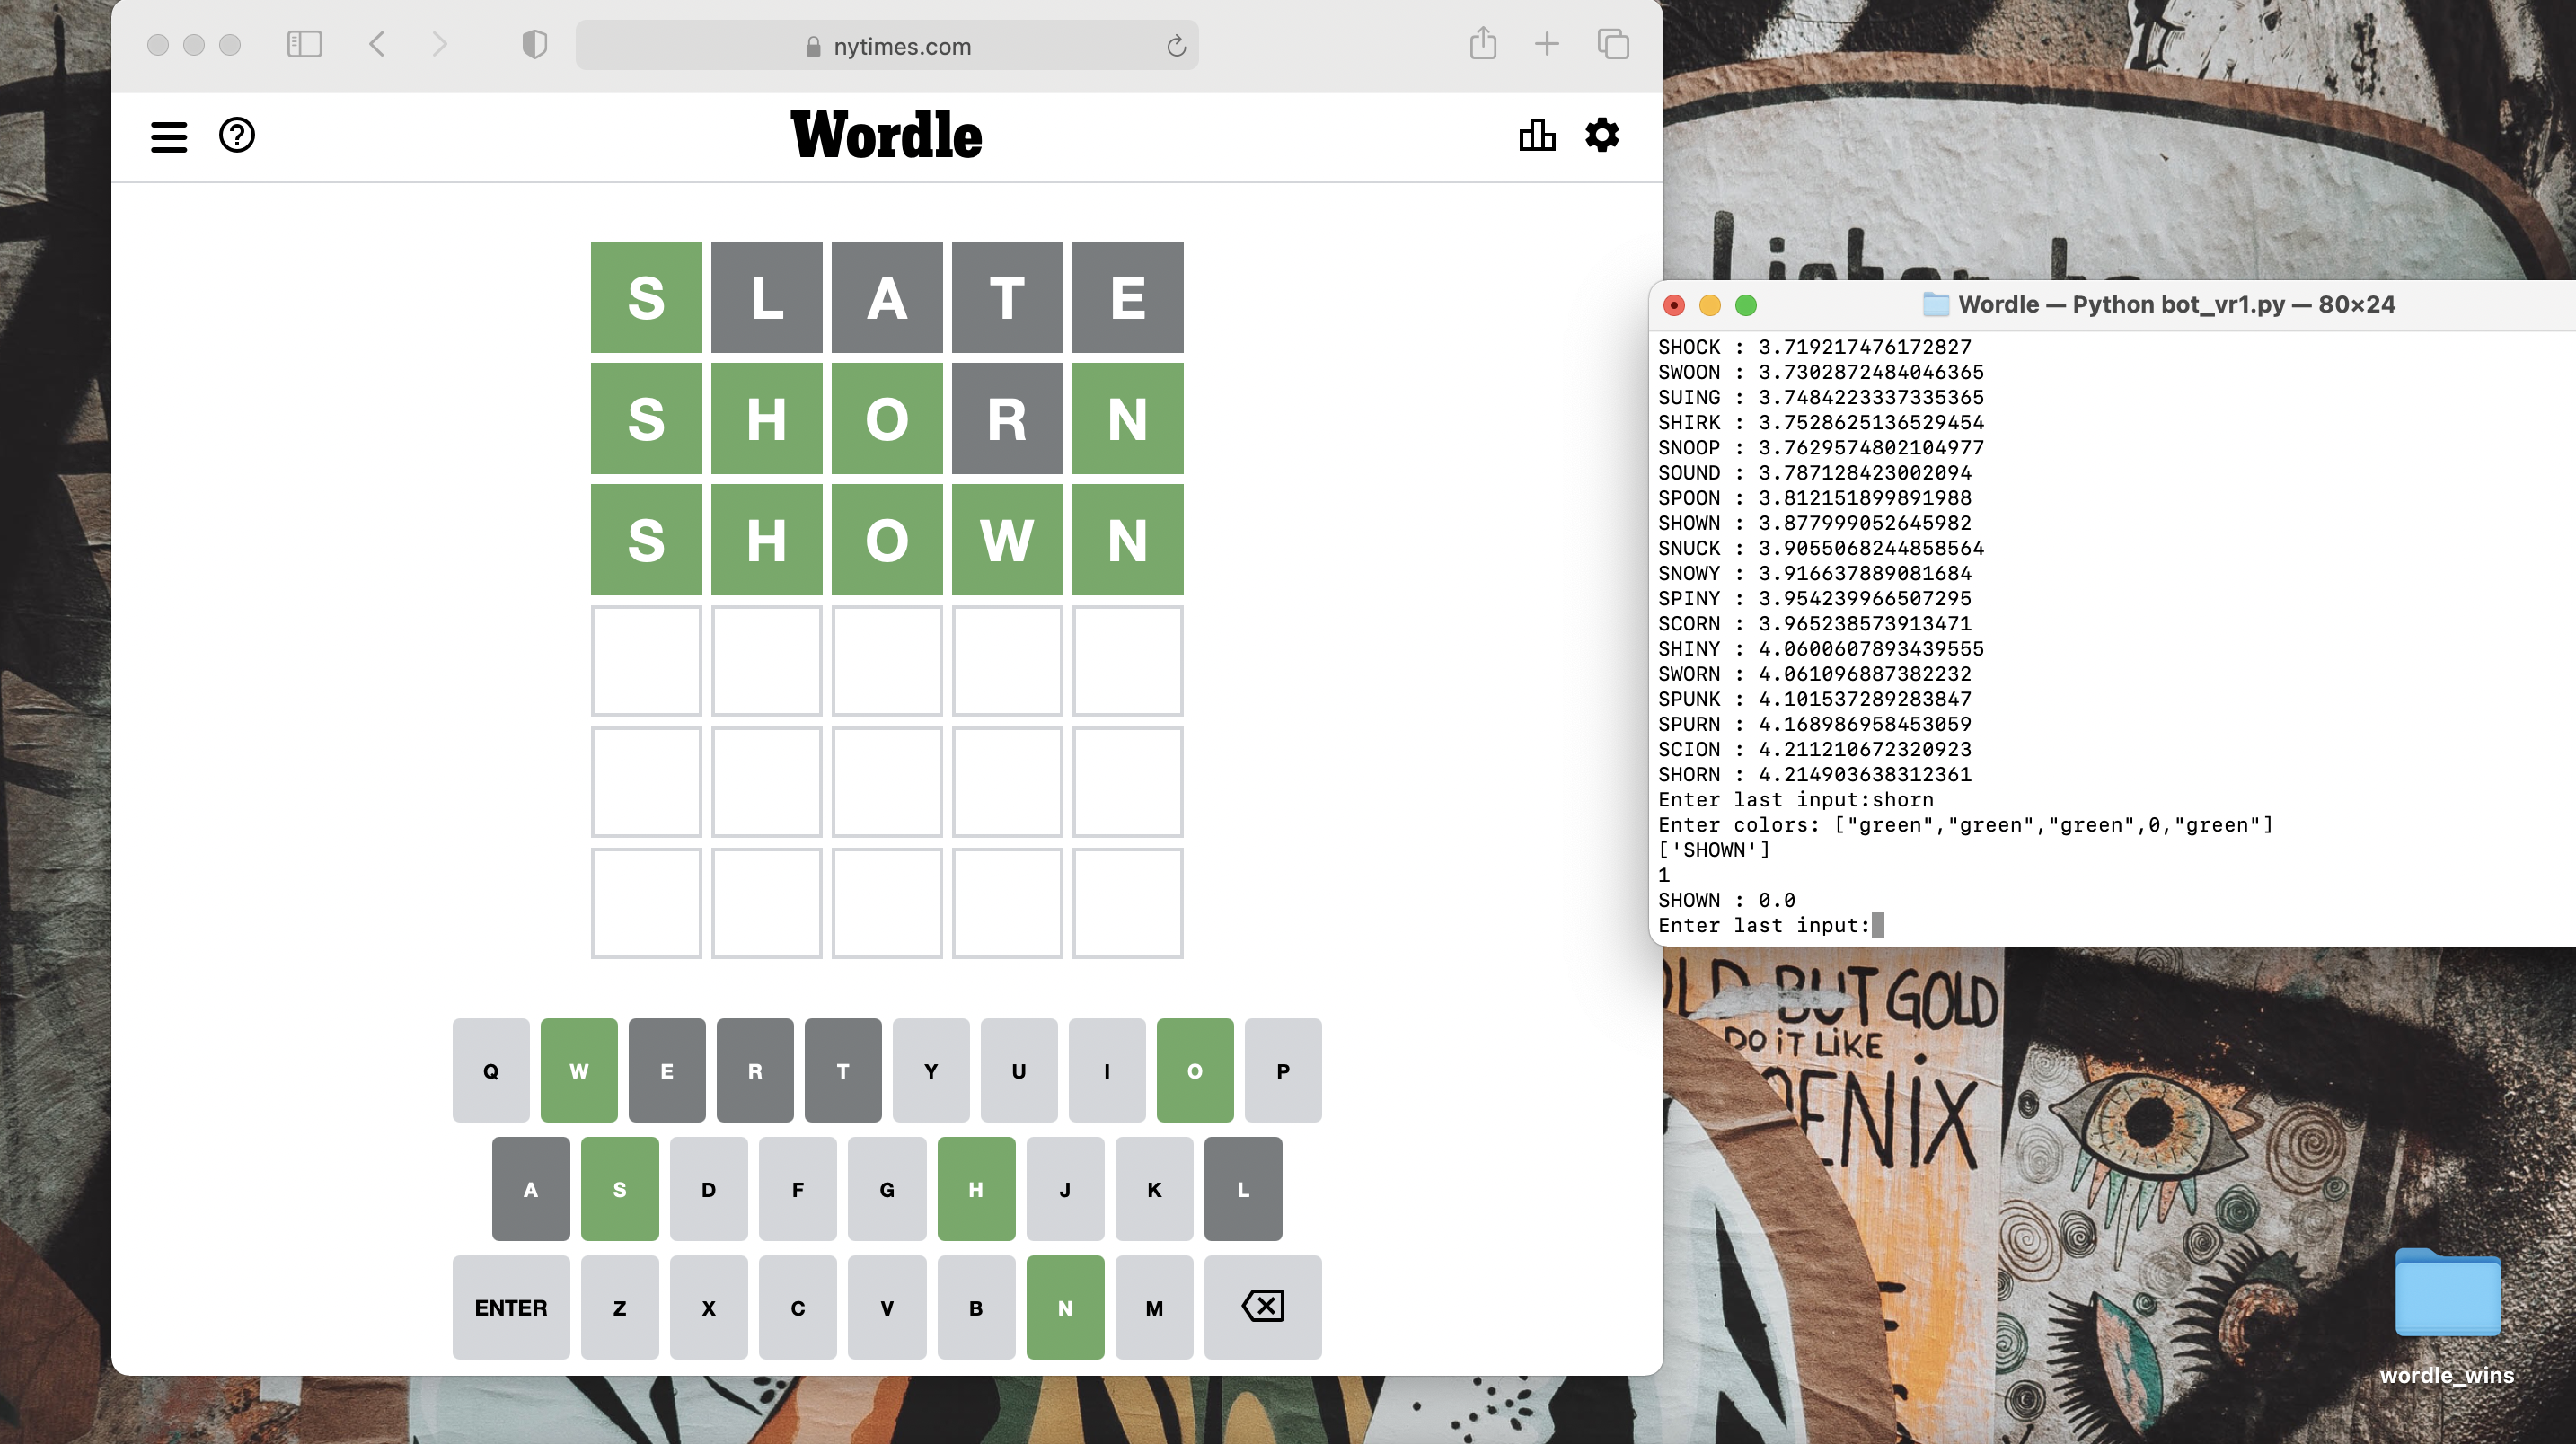 nytimes.com
Wordle
S L A T E
S H O R N
S H O W N
Q W E R T Y U I O P
A S D F G H J K L
ENTER Z X C V B N M
Wordle — Python bot_vr1.py — 80×24
SHOCK : 3.719217476172827
SWOON : 3.7302872484046365
SUING : 3.7484223337335365
SHIRK : 3.7528625136529454
SNOOP : 3.7629574802104977
SOUND : 3.787128423002094
SPOON : 3.812151899891988
SHOWN : 3.877999052645982
SNUCK : 3.9055068244858564
SNOWY : 3.916637889081684
SPINY : 3.954239966507295
SCORN : 3.965238573913471
SHINY : 4.0600607893439555
SWORN : 4.061096887382232
SPUNK : 4.101537289283847
SPURN : 4.168986958453059
SCION : 4.211210672320923
SHORN : 4.214903638312361
Enter last input:shorn
Enter colors: ["green","green","green",0,"green"]
['SHOWN']
1
SHOWN : 0.0
Enter last input:
BUT GOLD
DO iT LiKE
wordle_wins